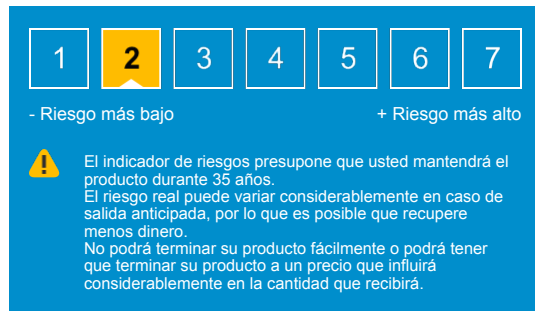 1 2 3 4 5 6 7
- Riesgo más bajo + Riesgo más alto
El indicador de riesgos presupone que usted mantendrá el
producto durante 35 años.
El riesgo real puede variar considerablemente en caso de
salida anticipada, por lo que es posible que recupere
menos dinero.
No podrá terminar su producto fácilmente o podrá tener
que terminar su producto a un precio que influirá
considerablemente en la cantidad que recibirá.